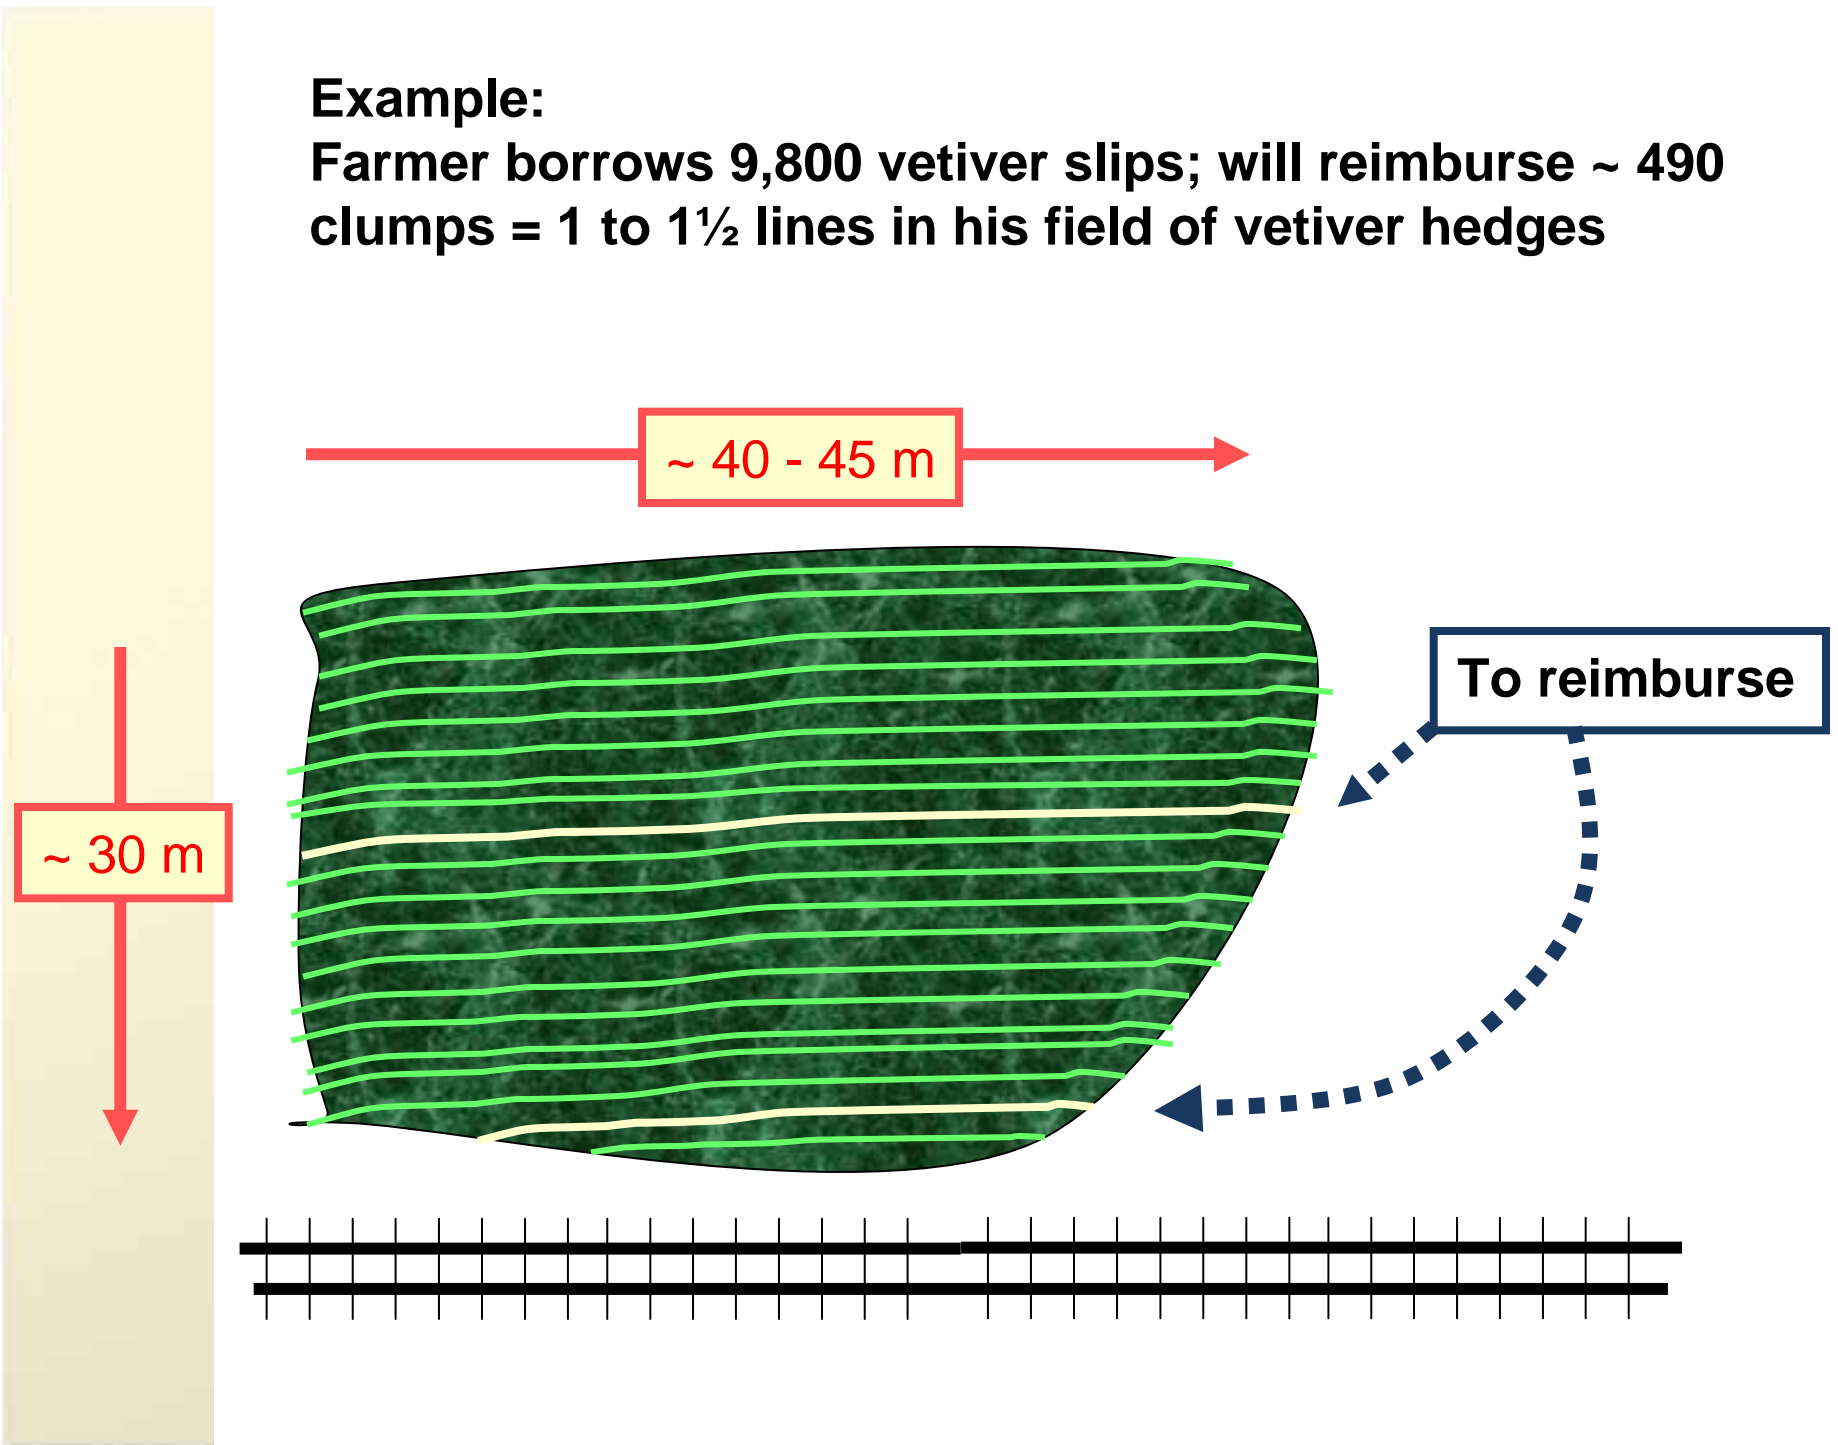 Example:
Farmer borrows 9,800 vetiver slips; will reimburse ~ 490
clumps = 1 to 1½ lines in his field of vetiver hedges
~ 40 - 45 m
To reimburse
~ 30 m